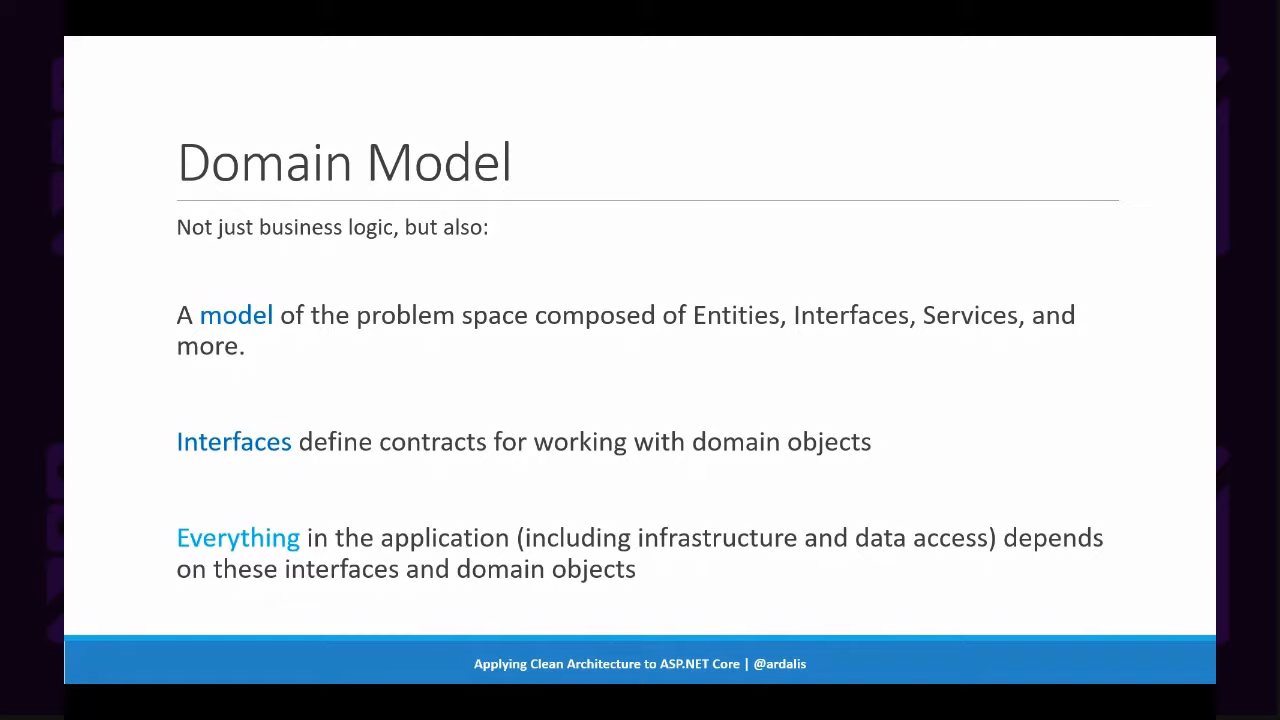 Domain Model
Not just business logic, but also:
A model of the problem space composed of Entities, Interfaces, Services, and
more.
Interfaces define contracts for working with domain objects
Everything in the application (including infrastructure and data access) depends
on these interfaces and domain objects
Applying Clean Architecture to ASP.NET Core | @ardalis